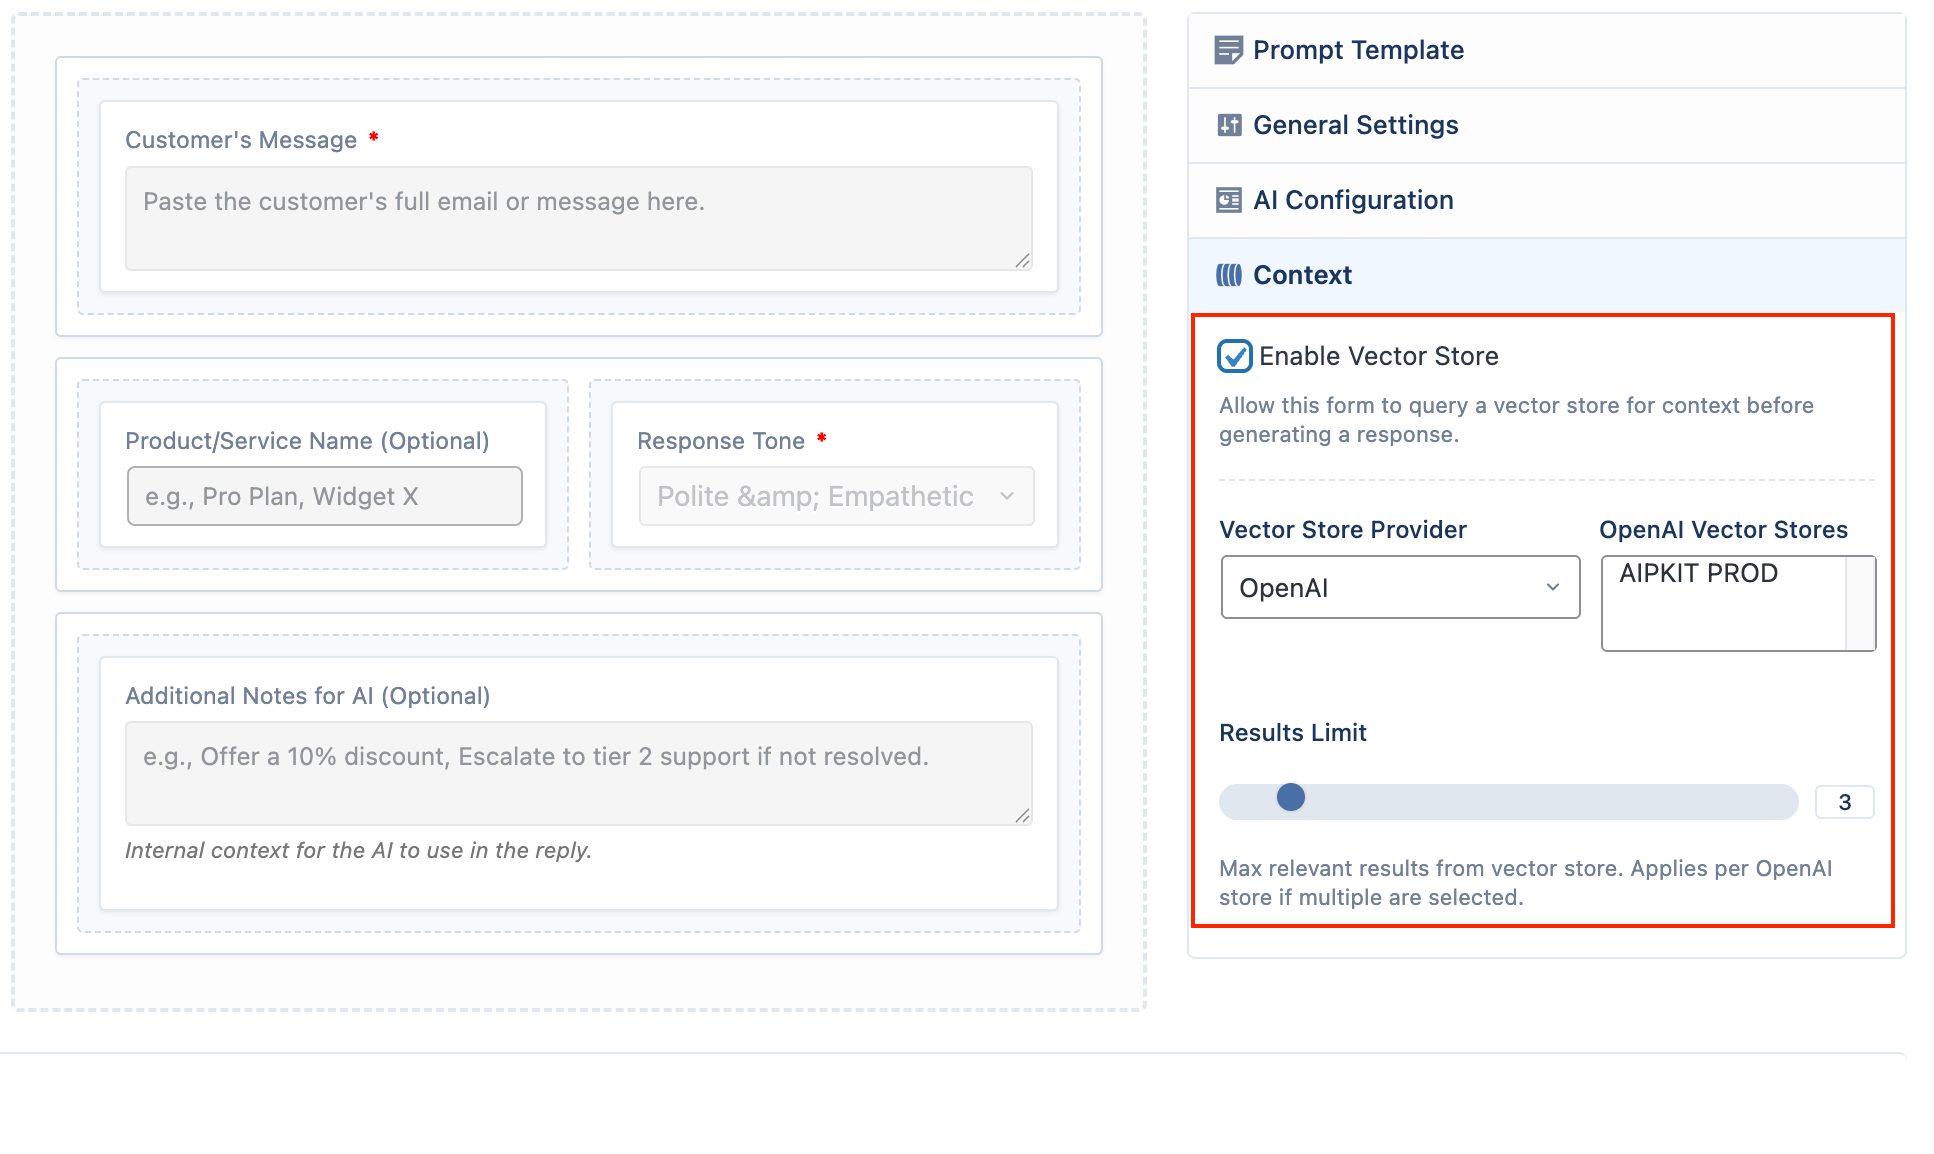 Customer's Message *
Paste the customer's full email or message here.
Product/Service Name (Optional)
e.g., Pro Plan, Widget X
Response Tone *
Polite &amp; Empathetic
Additional Notes for AI (Optional)
e.g., Offer a 10% discount, Escalate to tier 2 support if not resolved.
Internal context for the AI to use in the reply.
Prompt Template
General Settings
AI Configuration
Context
Enable Vector Store
Allow this form to query a vector store for context before
generating a response.
Vector Store Provider
OpenAI
OpenAI Vector Stores
AIPKIT PROD
Results Limit
3
Max relevant results from vector store. Applies per OpenAI
store if multiple are selected.